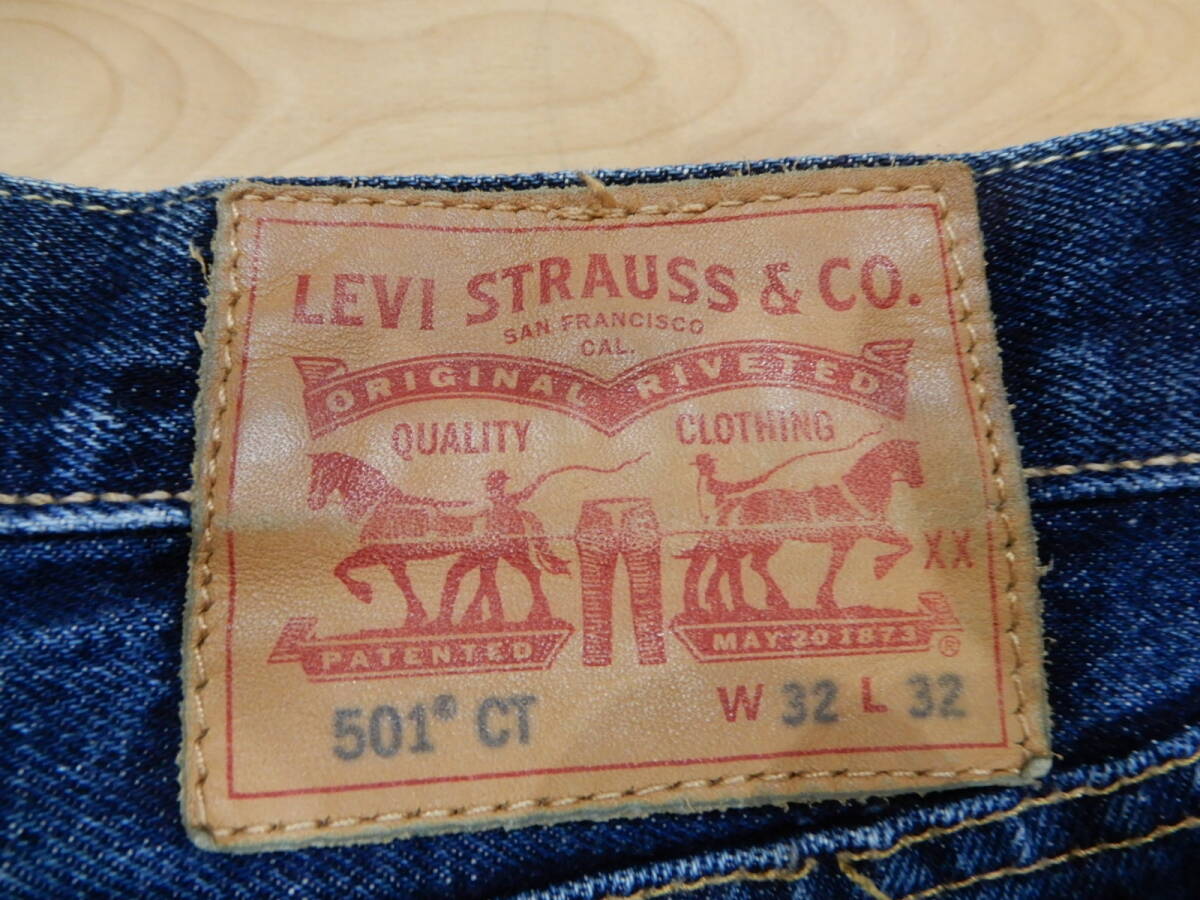 LEVI STRAUSS & CO.
SAN FRANCISCO
CAL.
ORIGINAL RIVETED
QUALITY CLOTHING
XX
PATENTED MAY 20 1873 ®
501® CT W 32 L 32